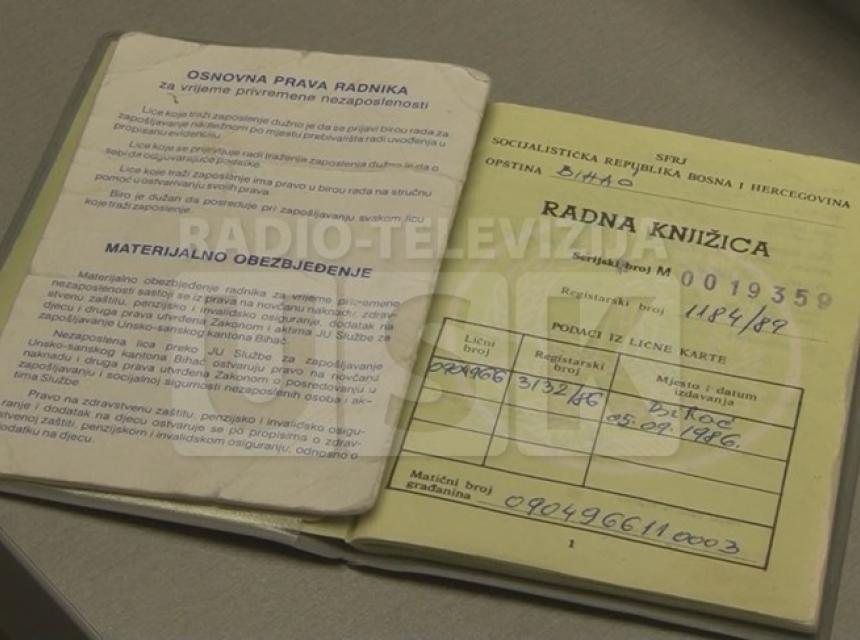 OSNOVNA PRAVA RADNIKA
za vrijeme privremene nezaposlenosti
Lice koje traži zaposlenje dužno je da se prijavi birou rada za
zapošljavanje nadležnom po mjestu prebivališta radi uvođenja u
propisanu evidenciju.
Lice koje se prijavljuje radi traženja zaposlenja dužno je da o
sebi da odgovarajuće podatke.
Lice koje traži zaposlenje ima pravo u birou rada na stručnu
pomoć u ostvarivanju svojih prava.
Biro je dužan da posreduje pri zapošljavanju svakom licu
koje traži zaposlenje.
MATERIJALNO OBEZBJEĐENJE
Materijalno obezbjeđenje radnika za vrijeme privremene
nezaposlenosti sastoji se iz prava na novčanu naknadu, zdrav-
stvenu zaštitu, penzijsko i invalidsko osiguranje, dodatak na
djecu i druga prava utvrđena Zakonom i aktima JU Službe za
zapošljavanje Unsko-sanskog kantona Bihać.
Nezaposlena lica preko JU Službe za zapošljavanje
Unsko-sanskog kantona Bihać ostvaruju pravo na novčanu
naknadu i druga prava utvrđena Zakonom o posredovanju u
zapošljavanju i socijalnoj sigurnosti nezaposlenih osoba i ak-
tima Službe.
Pravo na zdravstvenu zaštitu, penzijsko i invalidsko osigu-
ranje i dodatak na djecu ostvaruje se po propisima o zdrav-
stvenoj zaštiti, penzijskom i invalidskom osiguranju, odnosno o
dodatku na djecu.
SFRJ
SOCIJALISTIČKA REPUBLIKA BOSNA I HERCEGOVINA
OPŠTINA BIHAĆ
RADNA KNJIŽICA
Serijski broj M 0019359
Registarski broj 1184/89
PODACI IZ LIČNE KARTE
Lični broj Registarski broj Mjesto i datum izdavanja
0904966 3132/86 05.09.1986.
Matični broj građanina 0904966110003
1
RADIO-TELEVIZIJA
USK